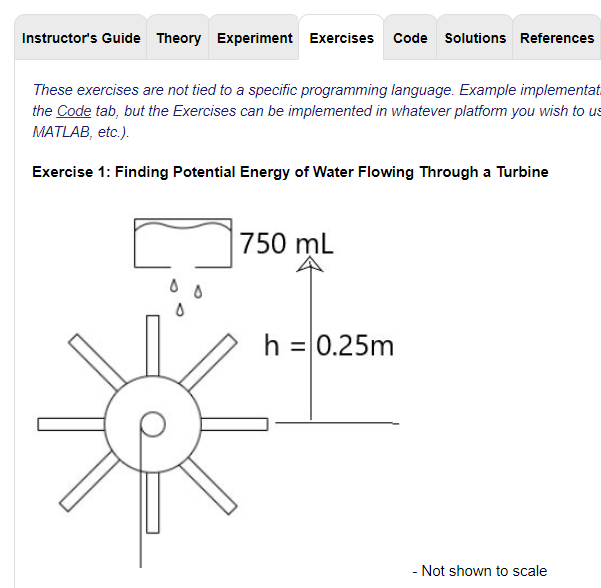 Instructor's Guide Theory Experiment Exercises Code Solutions References
These exercises are not tied to a specific programming language. Example
the Code tab, but the Exercises can be implemented in whatever platform you wish to
MATLAB, etc.).
Exercise 1: Finding Potential Energy of Water Flowing Through a Turbine
750 mL
h = 0.25m
- Not shown to scale